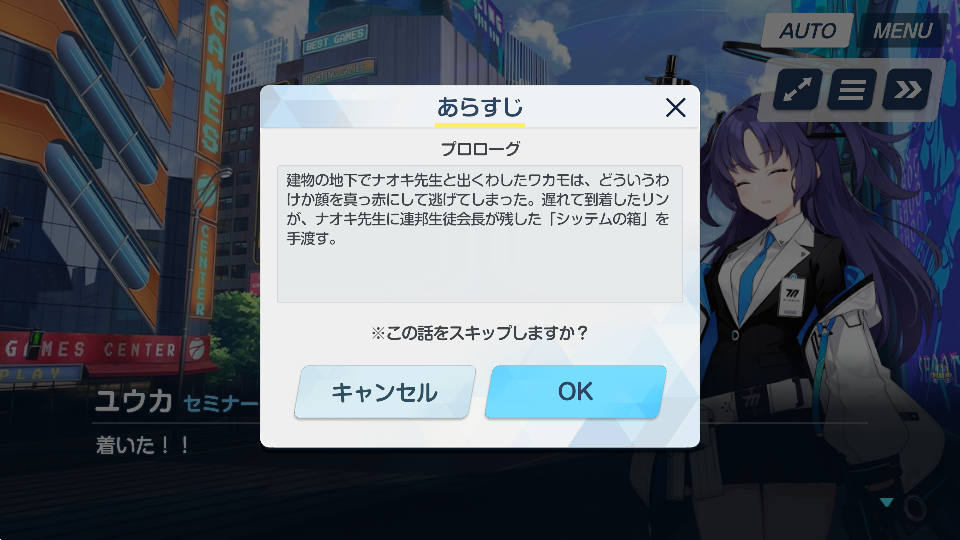 AUTO
MENU
BEST GAMES
FIGHTING GAMES
GAMES
CENTER
GAMES CENTER
PLAY
あらすじ
プロローグ
建物の地下でナオキ先生と出くわしたワカモは、どういうわ
けか顔を真っ赤にして逃げてしまった。遅れて到着したリン
が、ナオキ先生に連邦生徒会長が残した「シッテムの箱」を
手渡す。
※この話をスキップしますか？
キャンセル
OK
ユウカ セミナー
着いた！！